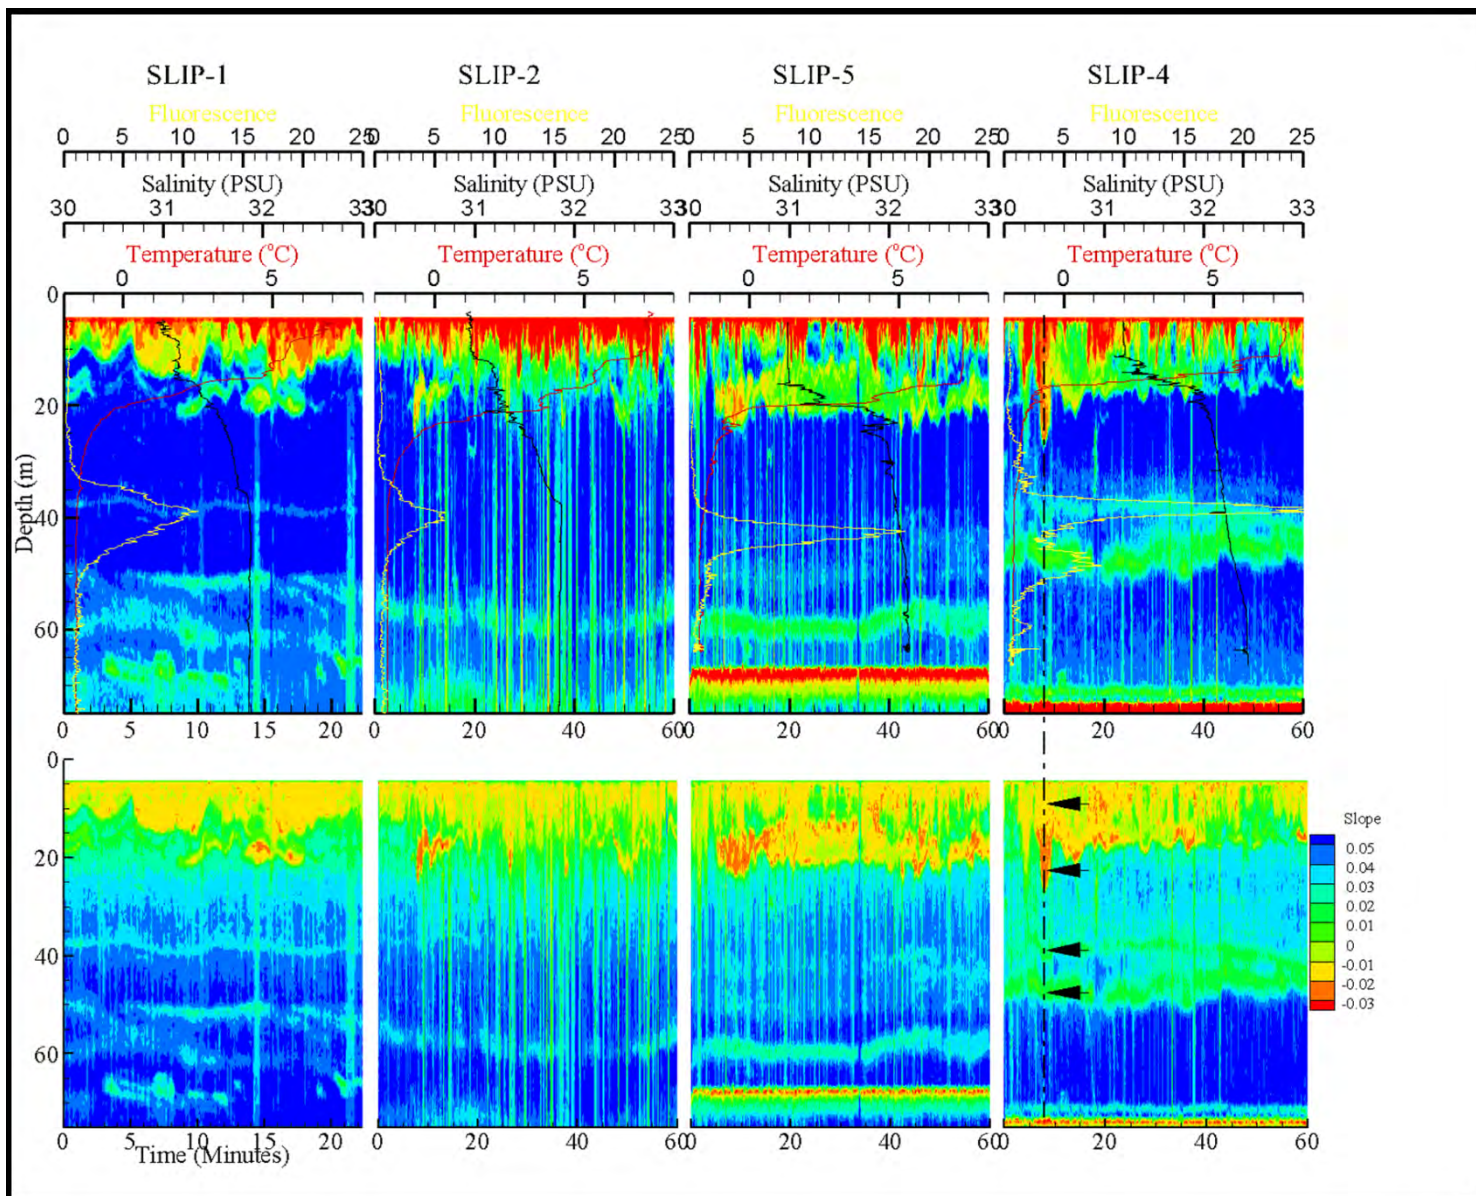 SLIP-1 SLIP-2 SLIP-5 SLIP-4
Fluorescence Fluorescence Fluorescence Fluorescence
0 5 10 15 20 25 0 5 10 15 20 25 0 5 10 15 20 25 0 5 10 15 20 25
Salinity (PSU) Salinity (PSU) Salinity (PSU) Salinity (PSU)
30 31 32 33 30 31 32 33 30 31 32 33 30 31 32 33
Temperature (°C) Temperature (°C) Temperature (°C) Temperature (°C)
0 5 0 5 0 5 0 5
0
20
40
60
Depth (m)
0 5 10 15 20 0 20 40 60 0 20 40 60 0 20 40 60
0
20
40
60
Slope
0.05
0.04
0.03
0.02
0.01
0
-0.01
-0.02
-0.03
0 5 10 15 20 0 20 40 60 0 20 40 60 0 20 40 60
Time (Minutes)